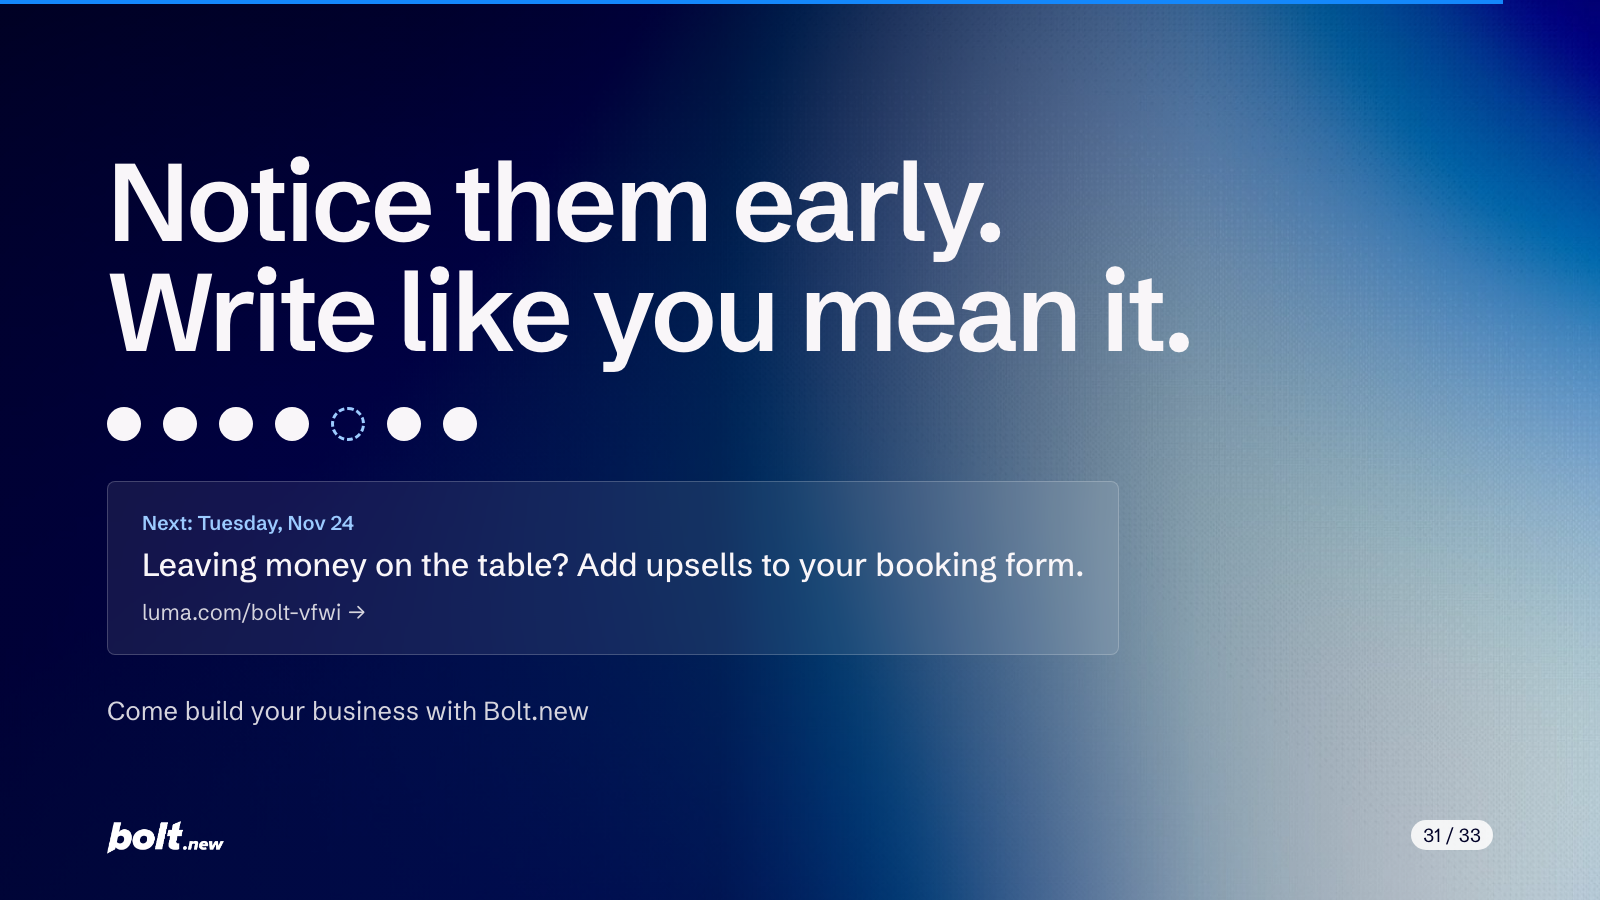 Notice them early.
Write like you mean it.
Next: Tuesday, Nov 24
Leaving money on the table? Add upsells to your booking form.
luma.com/bolt-vfwi →
Come build your business with Bolt.new
bolt.new
31 / 33